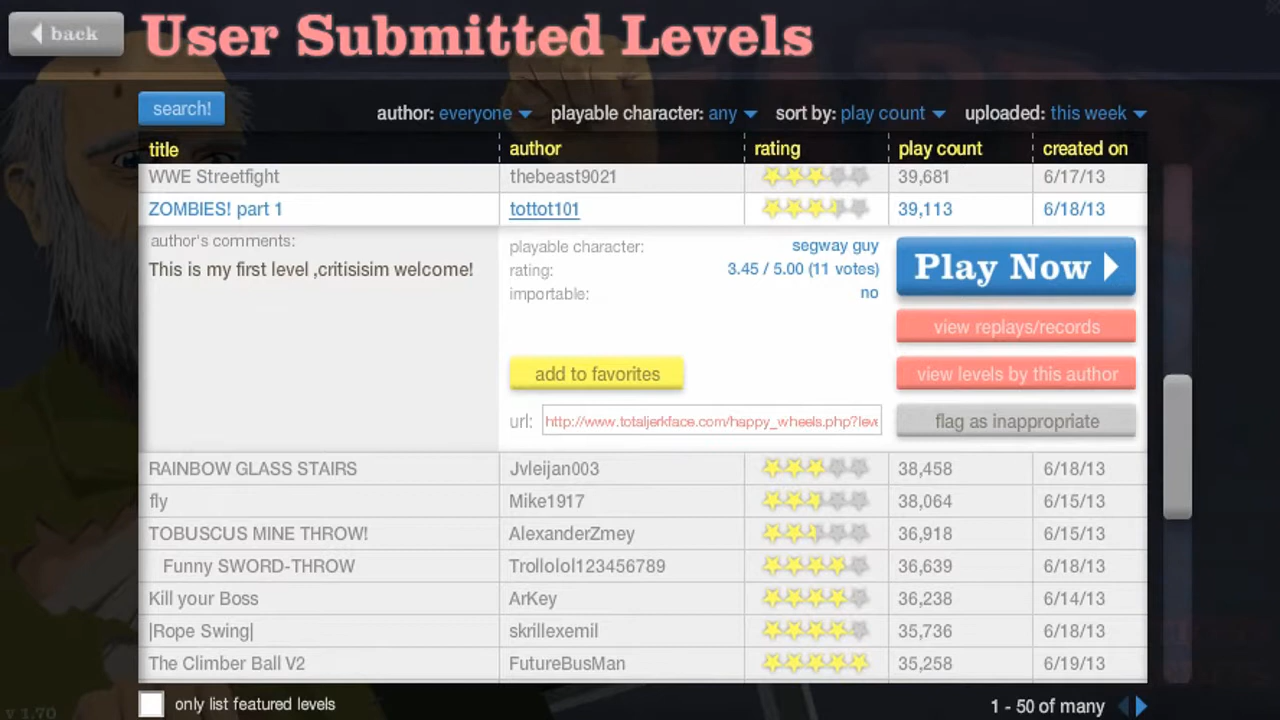 back
User Submitted Levels
search!
author: everyone playable character: any sort by: play count uploaded: this week
title author rating play count created on
WWE Streetfight thebeast9021 39,681 6/17/13
ZOMBIES! part 1 tottot101 39,113 6/18/13
author's comments:
This is my first level ,critisisim welcome!
playable character: segway guy
rating: 3.45 / 5.00 (11 votes)
importable: no
Play Now
view replays/records
add to favorites
view levels by this author
url: http://www.totaljerkface.com/happy_wheels.php?leve
flag as inappropriate
RAINBOW GLASS STAIRS Jvleijan003 38,458 6/18/13
fly Mike1917 38,064 6/15/13
TOBUSCUS MINE THROW! AlexanderZmey 36,918 6/15/13
Funny SWORD-THROW Trollolol123456789 36,639 6/18/13
Kill your Boss ArKey 36,238 6/14/13
|Rope Swing| skrillexemil 35,736 6/18/13
The Climber Ball V2 FutureBusMan 35,258 6/19/13
only list featured levels
1 - 50 of many
v 1.70